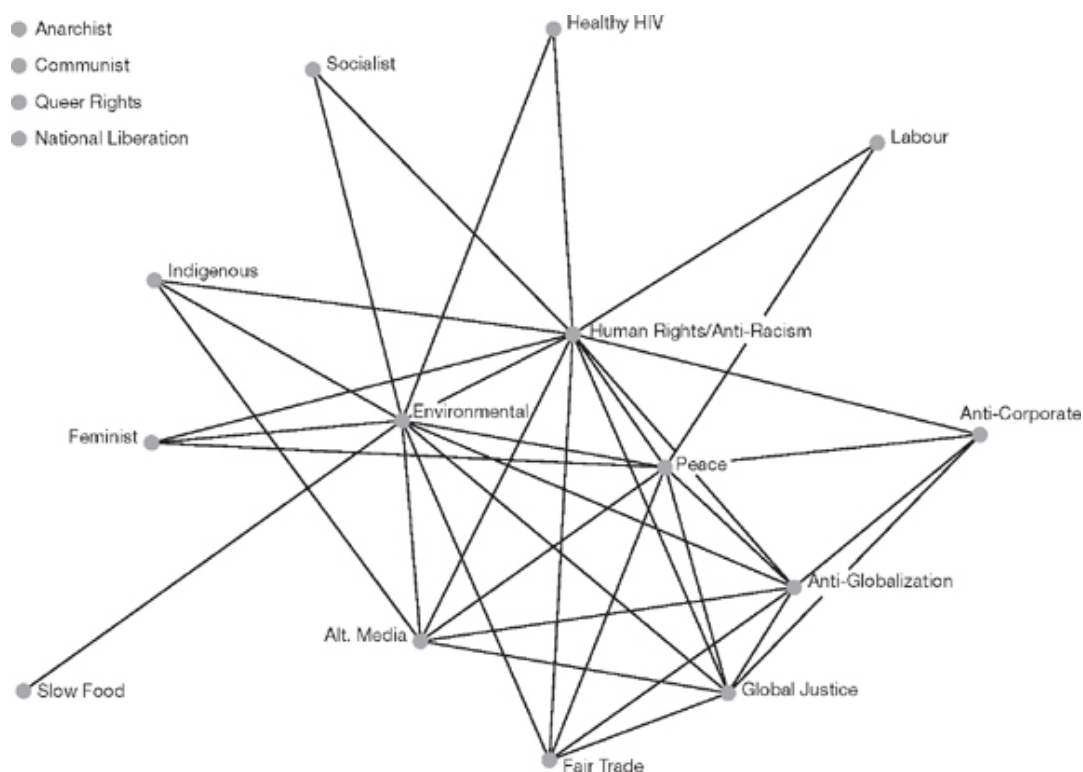 Anarchist
Communist
Queer Rights
National Liberation
Healthy HIV
Socialist
Labour
Indigenous
Human Rights/Anti-Racism
Environmental
Anti-Corporate
Feminist
Peace
Anti-Globalization
Alt. Media
Slow Food
Global Justice
Fair Trade